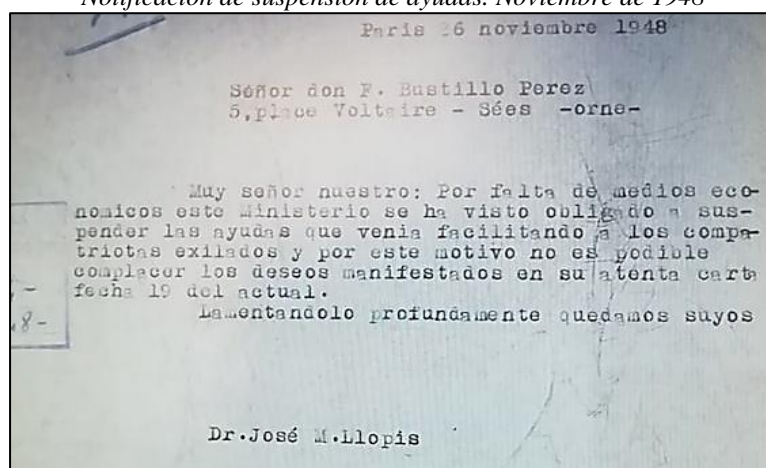 Notificación de suspensión de ayudas. Noviembre de 1948
Paris 26 noviembre 1948
Señor don F. Bustillo Perez
5,place Voltaire - Sées -orne-
Muy señor nuestro: Por falta de medios eco-
nomicos este Ministerio se ha visto obligado a sus-
pender las ayudas que venia facilitando a los compa-
triotas exilados y por este motivo no es podible
complacer los deseos manifestados en su atenta carta
fecha 19 del actual.
Lamentandolo profundamente quedamos suyos
8-
Dr.José M.Llopis